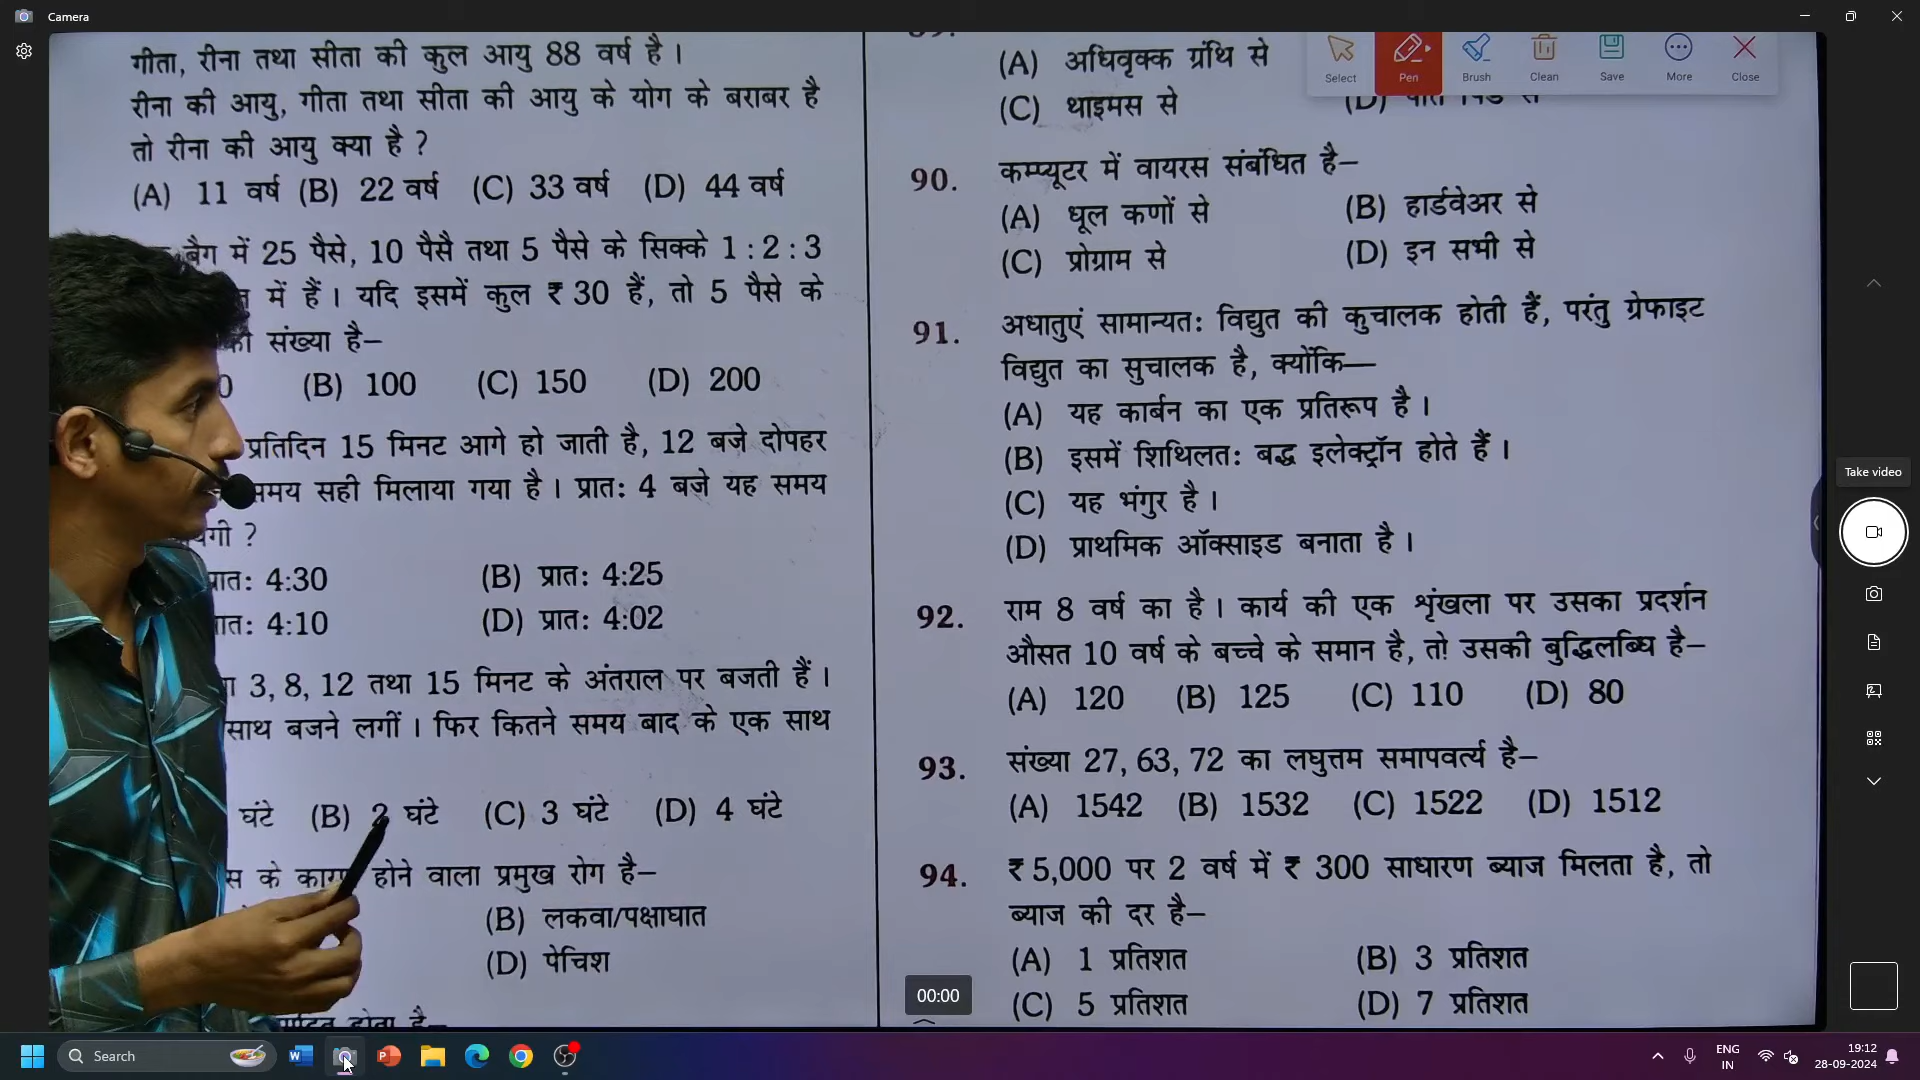 Camera
गीता, रीना तथा सीता की कुल आयु 88 वर्ष है ।
रीना की आयु, गीता तथा सीता की आयु के योग के बराबर है
तो रीना की आयु क्या है ?
(A) 11 वर्ष (B) 22 वर्ष (C) 33 वर्ष (D) 44 वर्ष
बैग में 25 पैसे, 10 पैसै तथा 5 पैसे के सिक्के 1 : 2 : 3
में हैं । यदि इसमें कुल ₹ 30 हैं, तो 5 पैसे के
की संख्या है–
(B) 100 (C) 150 (D) 200
प्रतिदिन 15 मिनट आगे हो जाती है, 12 बजे दोपहर
समय सही मिलाया गया है । प्रात: 4 बजे यह समय
4:30 (B) प्रात: 4:25
4:10 (D) प्रात: 4:02
3, 8, 12 तथा 15 मिनट के अंतराल पर बजती हैं ।
साथ बजने लगीं । फिर कितने समय बाद के एक साथ
घंटे (B) 2 घंटे (C) 3 घंटे (D) 4 घंटे
के होने वाला प्रमुख रोग है–
(B) लकवा/पक्षाघात
(D) पेचिश
(A) अधिवृक्क ग्रंथि से
(C) थाइमस से
90. कम्प्यूटर में वायरस संबंधित है–
(A) धूल कणों से (B) हार्डवेअर से
(C) प्रोग्राम से (D) इन सभी से
91. अधातुएं सामान्यत: विद्युत की कुचालक होती हैं, परंतु ग्रेफाइट
विद्युत का सुचालक है, क्योंकि—
(A) यह कार्बन का एक प्रतिरूप है ।
(B) इसमें शिथिलत: बद्ध इलेक्ट्रॉन होते हैं ।
(C) यह भंगुर है ।
(D) प्राथमिक ऑक्साइड बनाता है ।
92. राम 8 वर्ष का है । कार्य की एक शृंखला पर उसका प्रदर्शन
औसत 10 वर्ष के बच्चे के समान है, तो उसकी बुद्धिलब्धि है–
(A) 120 (B) 125 (C) 110 (D) 80
93. संख्या 27, 63, 72 का लघुत्तम समापवर्त्य है–
(A) 1542 (B) 1532 (C) 1522 (D) 1512
94. ₹ 5,000 पर 2 वर्ष में ₹ 300 साधारण ब्याज मिलता है, तो
ब्याज की दर है–
(A) 1 प्रतिशत (B) 3 प्रतिशत
(C) 5 प्रतिशत (D) 7 प्रतिशत
Select Pen Brush Clean Save More Close
Take video
00:00
Search
ENG
IN
19:12
28-09-2024